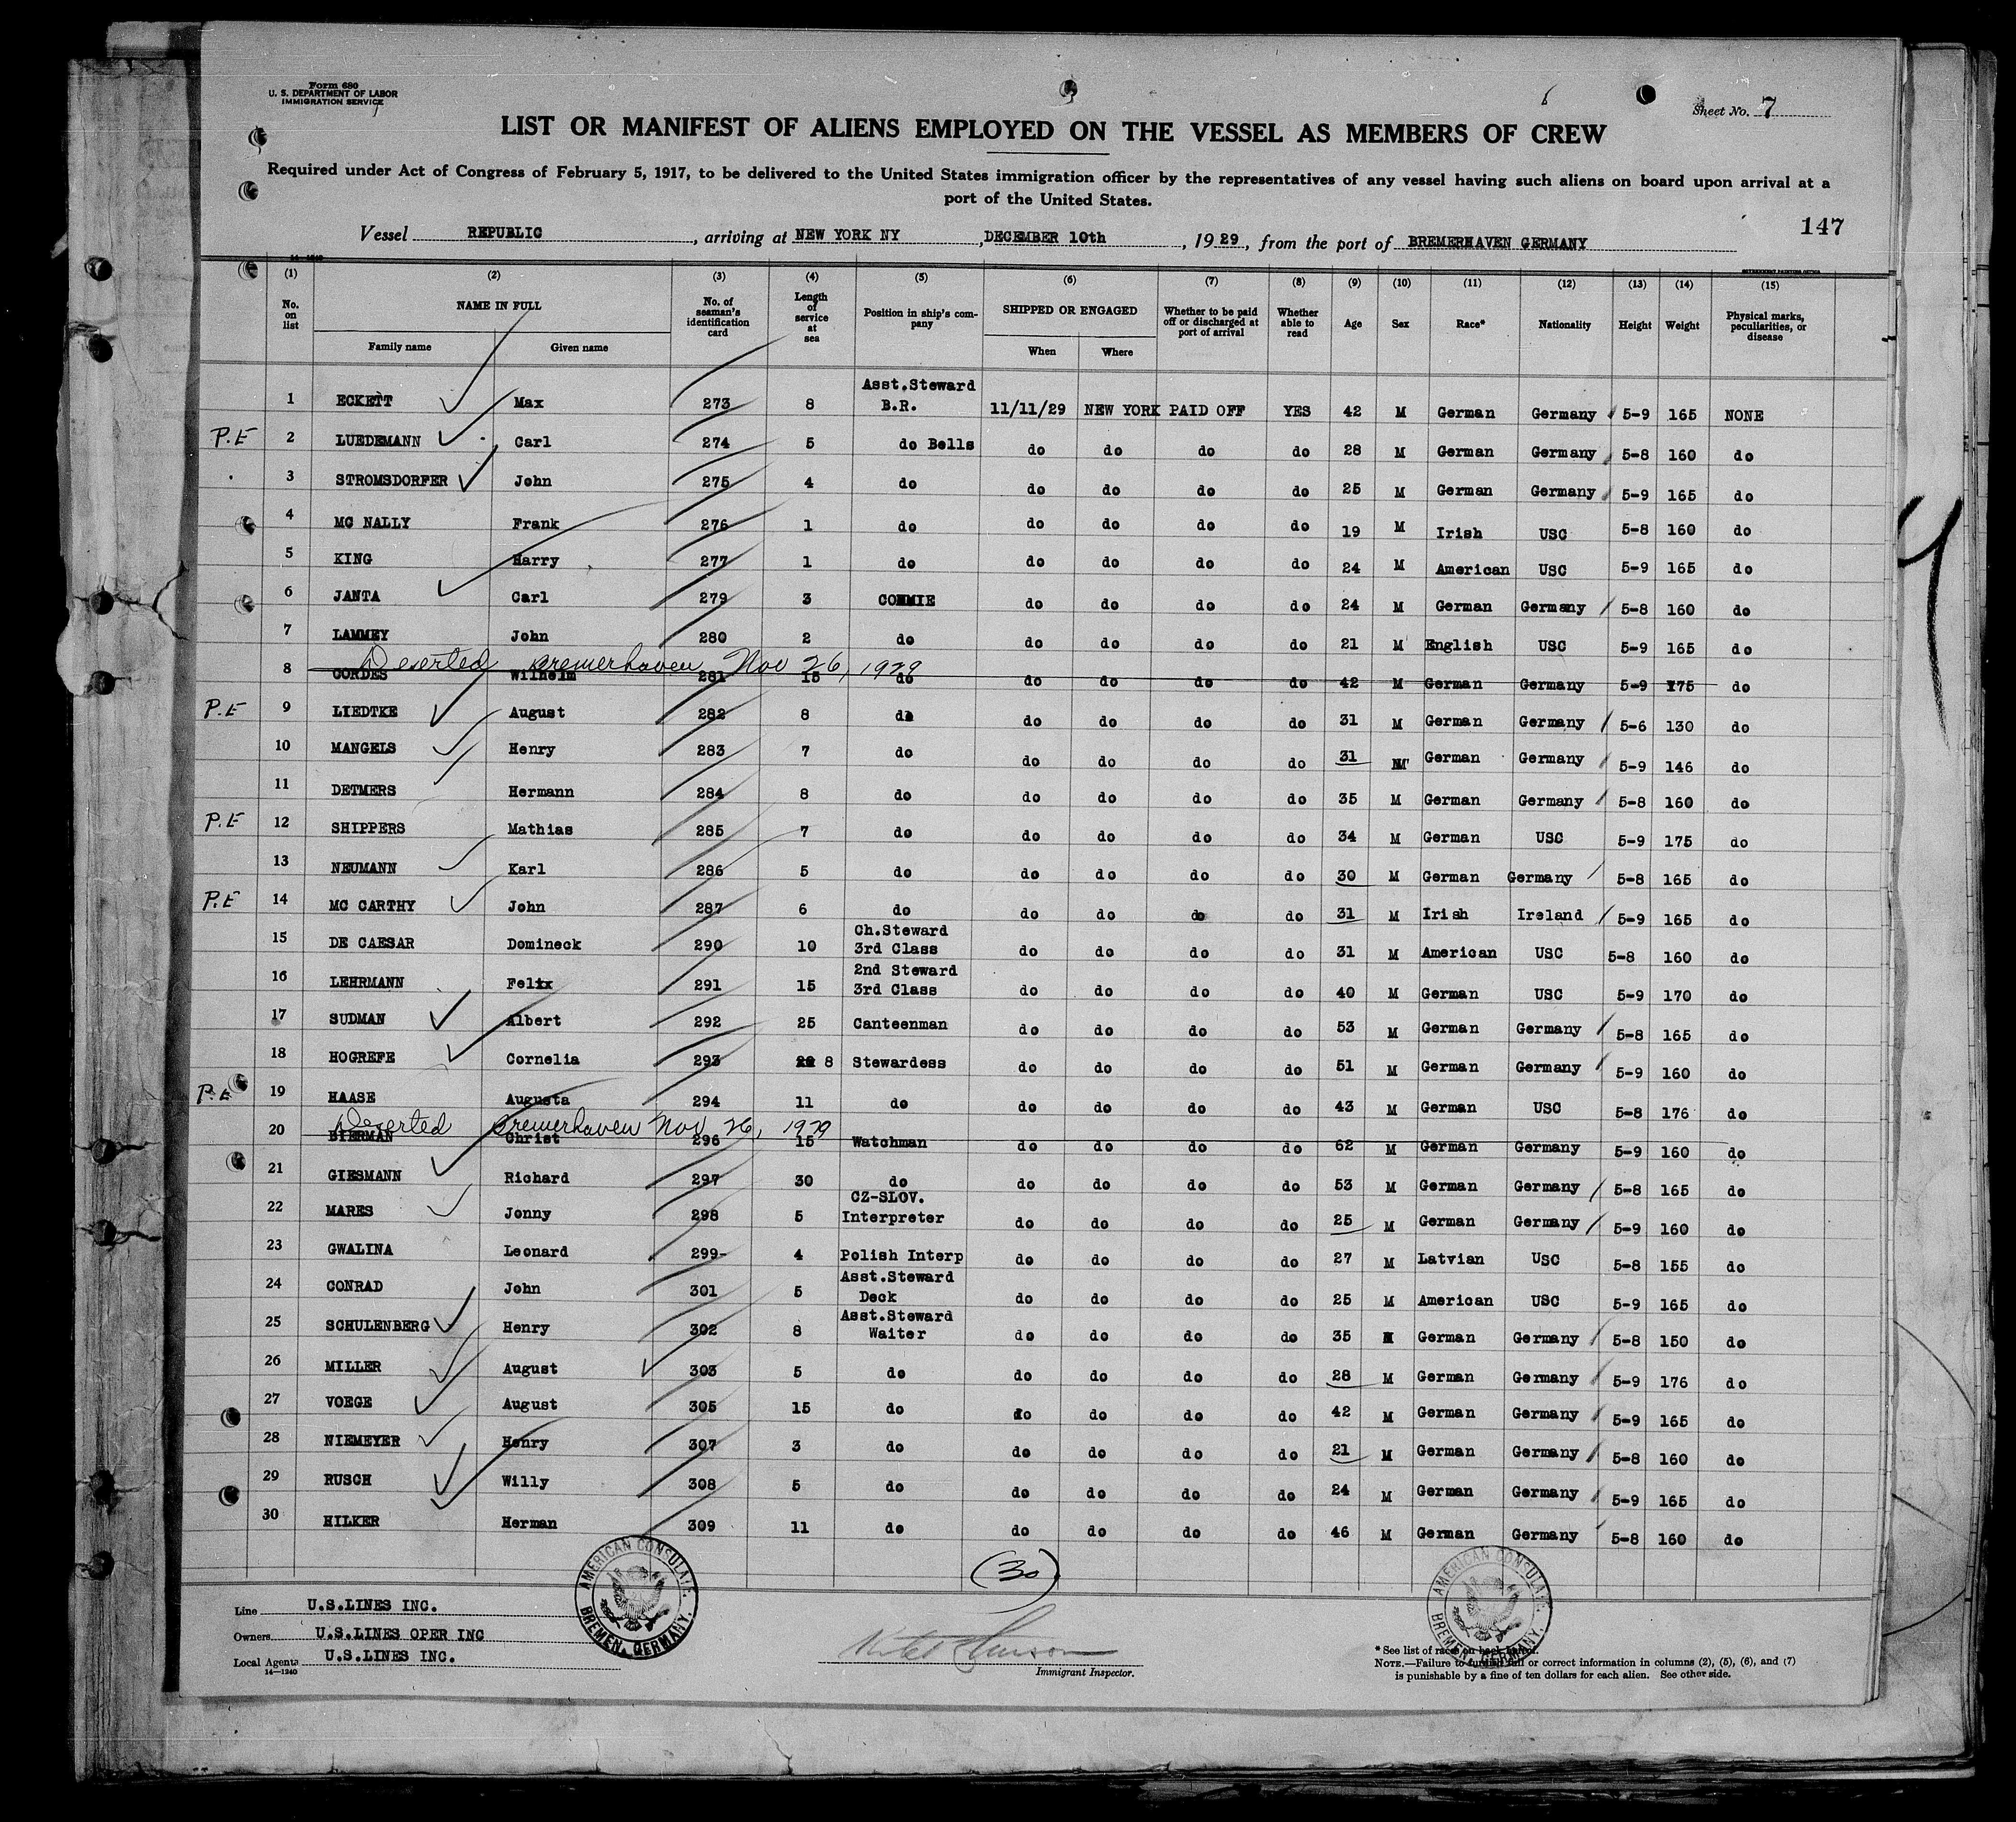 Form 680
U. S. DEPARTMENT OF LABOR
IMMIGRATION SERVICE
Sheet No. 7
LIST OR MANIFEST OF ALIENS EMPLOYED ON THE VESSEL AS MEMBERS OF CREW
Required under Act of Congress of February 5, 1917, to be delivered to the United States immigration officer by the representatives of any vessel having such aliens on board upon arrival at a
port of the United States.
147
Vessel REPUBLIC, arriving at NEW YORK NY, DECEMBER 10th, 1929, from the port of BREMERHAVEN GERMANY
(1) (2) (3) (4) (5) (6) (7) (8) (9) (10) (11) (12) (13) (14) (15)
No. on list NAME IN FULL Family name Given name No. of seaman's identification card Length of service at sea Position in ship's company SHIPPED OR ENGAGED When Where Whether to be paid off or discharged at port of arrival Whether able to read Age Sex Race* Nationality Height Weight Physical marks, peculiarities, or disease
1 ECKETT Max 273 8 Asst.Steward B.R. 11/11/29 NEW YORK PAID OFF YES 42 M German Germany 5-9 165 NONE
P.E 2 LUEDEMANN Carl 274 5 do Bells do do do do 28 M German Germany 5-8 160 do
3 STROMSDORFER John 275 4 do do do do do 25 M German Germany 5-9 165 do
4 MC NALLY Frank 276 1 do do do do do 19 M Irish USC 5-8 160 do
5 KING Harry 277 1 do do do do do 24 M American USC 5-9 165 do
6 JANTA Carl 279 3 COMMIE do do do do 24 M German Germany 5-8 160 do
7 LAMMEY John 280 2 do do do do do 21 M English USC 5-9 165 do
Deserted Bremerhaven Nov 26, 1929
8 CORDES Wilhelm 281 15 do do do do do 42 M German Germany 5-9 175 do
P.E 9 LIEDTKE August 282 8 do do do do do 31 M German Germany 5-6 130 do
10 MANGELS Henry 283 7 do do do do do 31 M German Germany 5-9 146 do
11 DETMERS Hermann 284 8 do do do do do 35 M German Germany 5-8 160 do
P.E 12 SHIPPERS Mathias 285 7 do do do do do 34 M German USC 5-9 175 do
13 NEUMANN Karl 286 5 do do do do do 30 M German Germany 5-8 165 do
P.E 14 MC CARTHY John 287 6 do do do do do 31 M Irish Ireland 5-9 165 do
15 DE CAESAR Domineck 290 10 Ch.Steward 3rd Class do do do do 31 M American USC 5-8 160 do
16 LEHRMANN Felix 291 15 2nd Steward 3rd Class do do do do 40 M German USC 5-9 170 do
17 SUDMAN Albert 292 25 Canteenman do do do do 53 M German Germany 5-8 165 do
18 HOGREFE Cornelia 293 8 Stewardess do do do do 51 M German Germany 5-9 160 do
P.E 19 HAASE Augusta 294 11 do do do do do 43 M German USC 5-8 176 do
Deserted Bremerhaven Nov 26, 1929
20 BIERMAN Christ 296 15 Watchman do do do do 62 M German Germany 5-9 160 do
21 GIESMANN Richard 297 30 do do do do do 53 M German Germany 5-8 165 do
22 MARES Jonny 298 5 CZ-SLOV. Interpreter do do do do 25 M German Germany 5-9 160 do
23 GWALINA Leonard 299- 4 Polish Interp do do do do 27 M Latvian USC 5-8 155 do
24 CONRAD John 301 5 Asst.Steward Deck do do do do 25 M American USC 5-9 165 do
25 SCHULENBERG Henry 302 8 Asst.Steward Waiter do do do do 35 M German Germany 5-8 150 do
26 MILLER August 303 5 do do do do do 28 M German Germany 5-9 176 do
27 VOEGE August 305 15 do do do do do 42 M German Germany 5-9 165 do
28 NIEMEYER Henry 307 3 do do do do do 21 M German Germany 5-8 160 do
29 RUSCH Willy 308 5 do do do do do 24 M German Germany 5-9 165 do
30 HILKER Herman 309 11 do do do do do 46 M German Germany 5-8 160 do
(30)
AMERICAN CONSULATE, BREMEN, GERMANY.
AMERICAN CONSULATE, BREMEN, GERMANY.
Line U.S.LINES INC.
Owners U.S.LINES OPER INC
Local Agents U.S.LINES INC.
14—1240
Immigrant Inspector.
* See list of races on back hereof.
NOTE.—Failure to furnish full or correct information in columns (2), (5), (6), and (7)
is punishable by a fine of ten dollars for each alien. See other side.